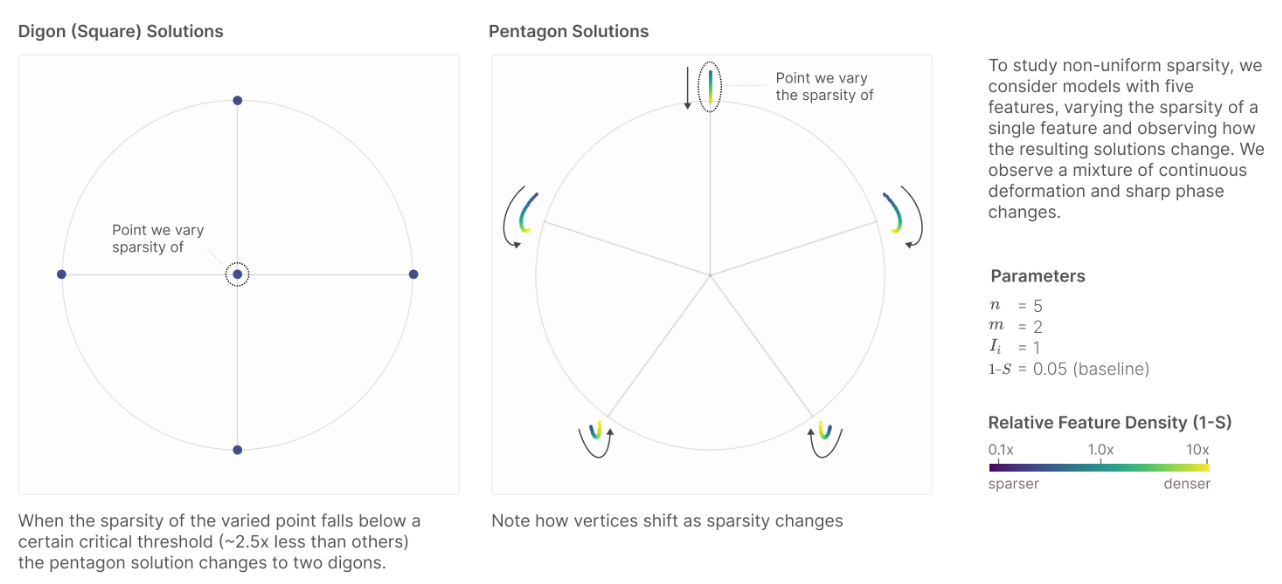 Digon (Square) Solutions
Point we vary
sparsity of
When the sparsity of the varied point falls below a
certain critical threshold (~2.5x less than others)
the pentagon solution changes to two digons.
Pentagon Solutions
Point we vary
the sparsity of
Note how vertices shift as sparsity changes
To study non-uniform sparsity, we
consider models with five
features, varying the sparsity of a
single feature and observing how
the resulting solutions change. We
observe a mixture of continuous
deformation and sharp phase
changes.
Parameters
n = 5
m = 2
I_i = 1
1-S = 0.05 (baseline)
Relative Feature Density (1-S)
0.1x 1.0x 10x
sparser denser